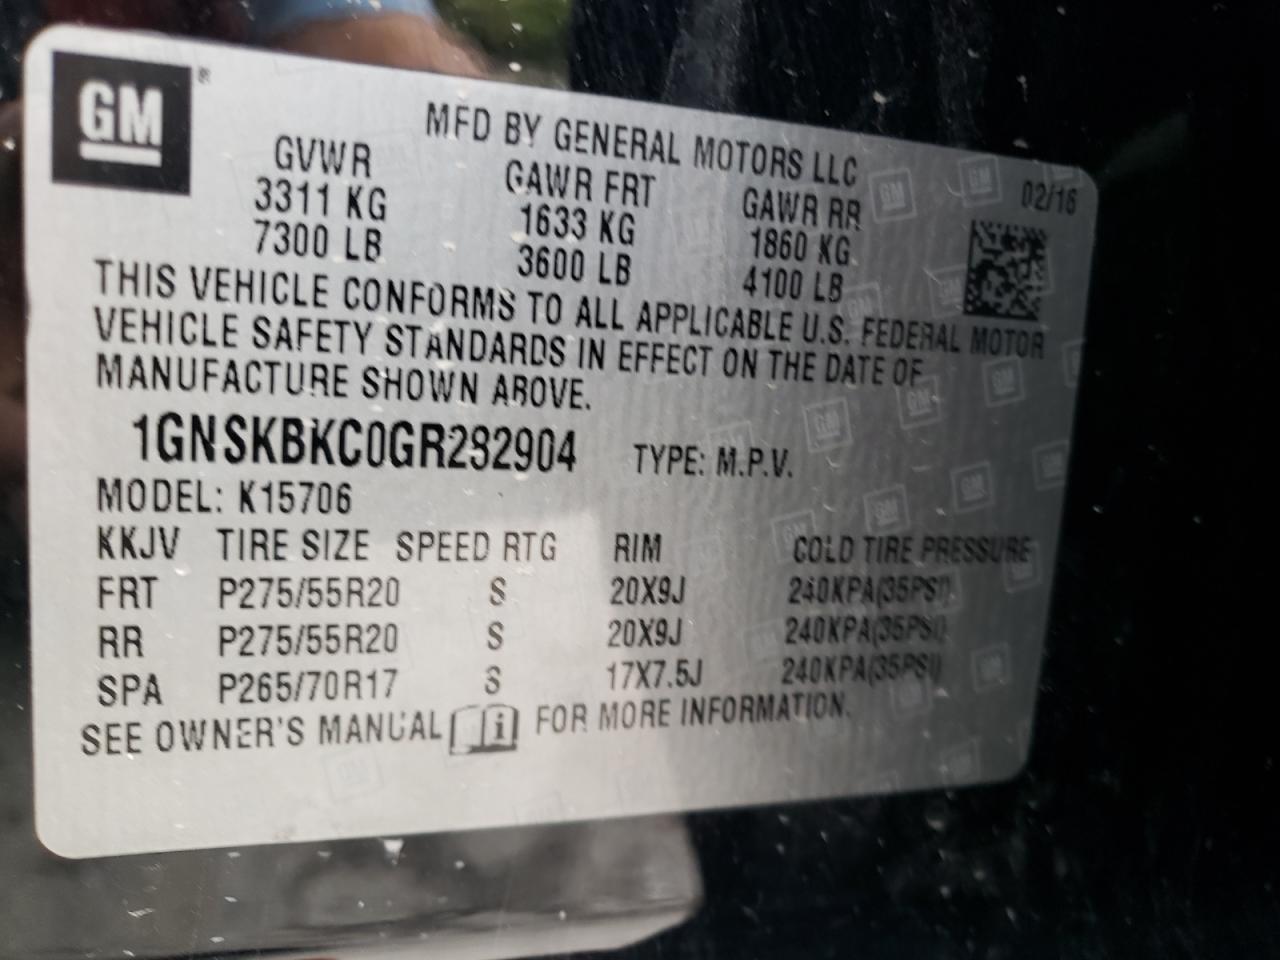 GM ®
MFD BY GENERAL MOTORS LLC
02/16
GVWR GAWR FRT GAWR RR
3311 KG 1633 KG 1860 KG
7300 LB 3600 LB 4100 LB
THIS VEHICLE CONFORMS TO ALL APPLICABLE U.S. FEDERAL MOTOR
VEHICLE SAFETY STANDARDS IN EFFECT ON THE DATE OF
MANUFACTURE SHOWN ABOVE.
1GNSKBKC0GR282904 TYPE: M.P.V.
MODEL: K15706
KKJV TIRE SIZE SPEED RTG RIM COLD TIRE PRESSURE
FRT P275/55R20 S 20X9J 240KPA(35PSI)
RR P275/55R20 S 20X9J 240KPA(35PSI)
SPA P265/70R17 S 17X7.5J 240KPA(35PSI)
SEE OWNER'S MANUAL i FOR MORE INFORMATION.